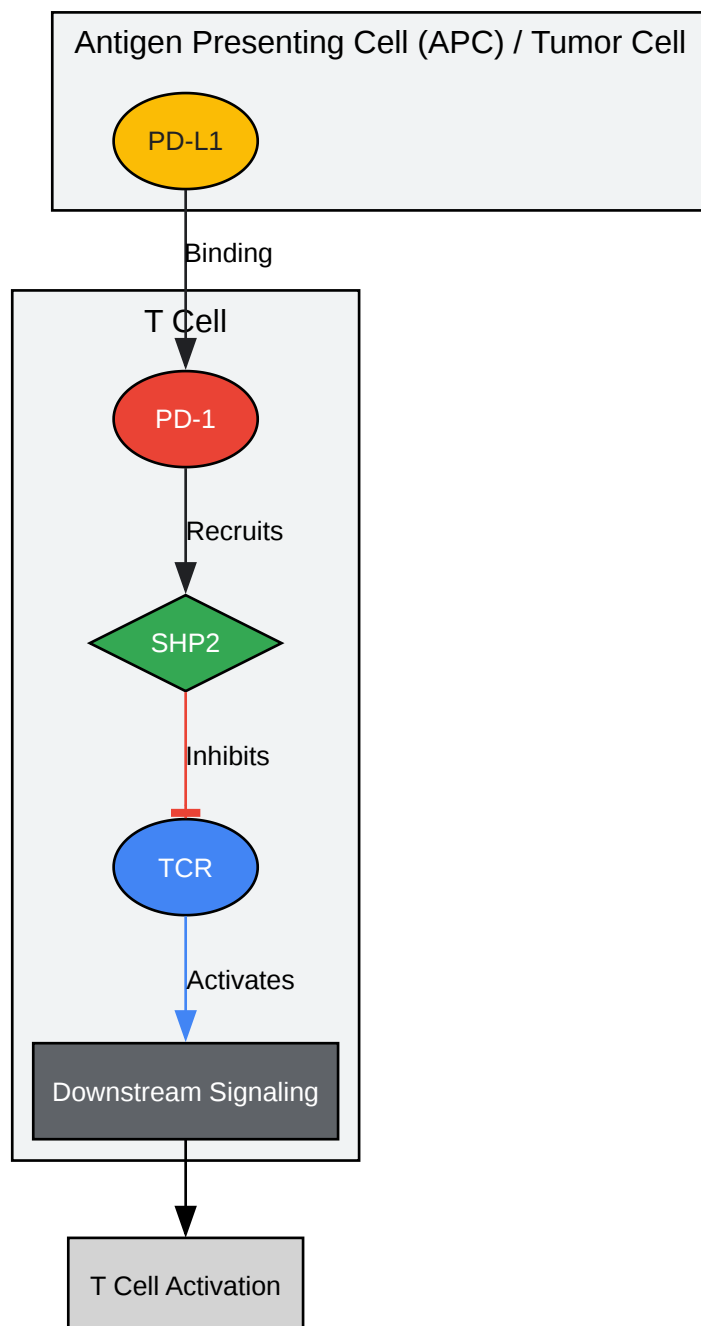 Antigen Presenting Cell (APC) / Tumor Cell
PD-L1
Binding
T Cell
PD-1
Recruits
SHP2
Inhibits
TCR
Activates
Downstream Signaling
T Cell Activation